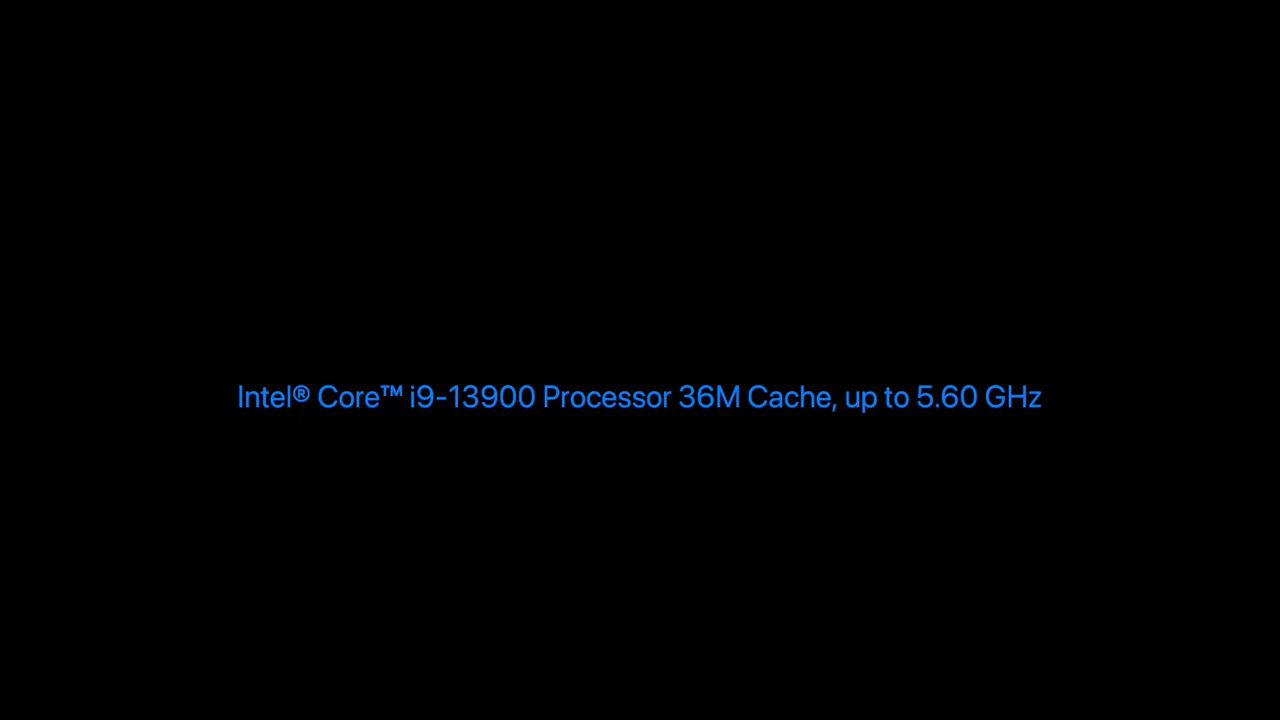 Intel® Core™ i9-13900 Processor 36M Cache, up to 5.60 GHz